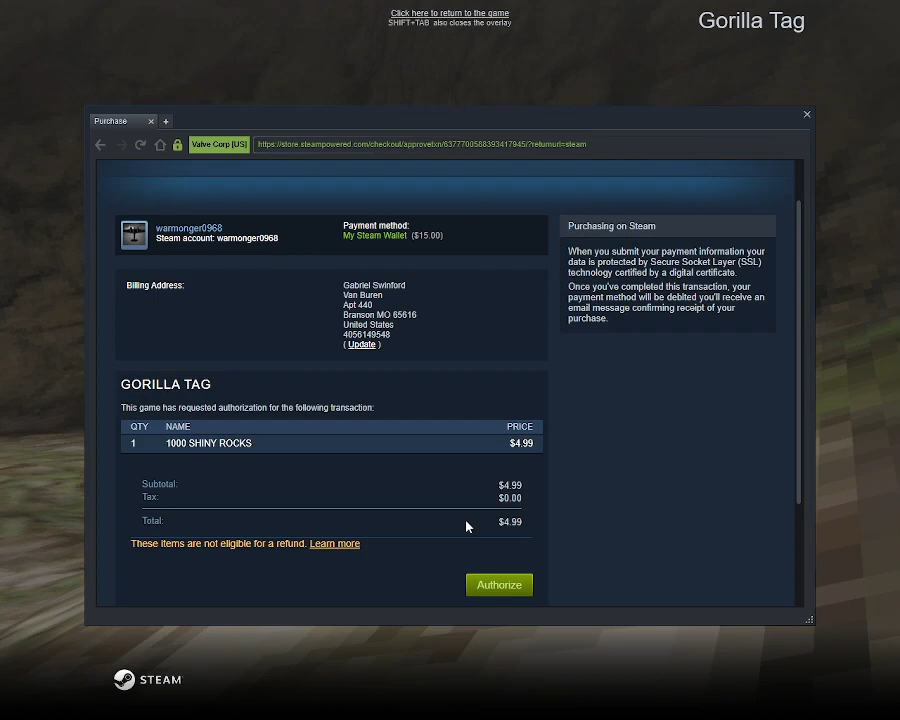 Click here to return to the game
SHIFT+TAB also closes the overlay
Gorilla Tag
Purchase
Valve Corp [US]
https://store.steampowered.com/checkout/approvetxn/6377700588393417945/?returnurl=steam
warmonger0968
Steam account: warmonger0968
Payment method:
My Steam Wallet ($15.00)
Billing Address:
Gabriel Swinford
Van Buren
Apt 440
Branson MO 65616
United States
4056149548
( Update )
GORILLA TAG
This game has requested authorization for the following transaction:
QTY NAME PRICE
1 1000 SHINY ROCKS $4.99
Subtotal: $4.99
Tax: $0.00
Total: $4.99
These items are not eligible for a refund. Learn more
Authorize
Purchasing on Steam
When you submit your payment information your
data is protected by Secure Socket Layer (SSL)
technology certified by a digital certificate.
Once you've completed this transaction, your
payment method will be debited you'll receive an
email message confirming receipt of your
purchase.
STEAM